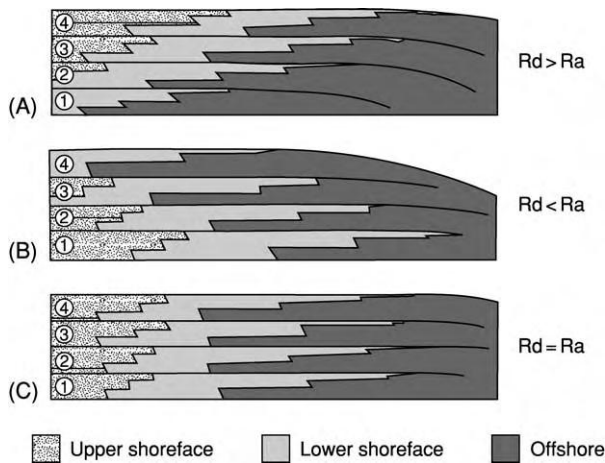 ④
③
② Rd > Ra
①
(A)
④
③
② Rd < Ra
①
(B)
④
③
② Rd = Ra
①
(C)
Upper shoreface Lower shoreface Offshore